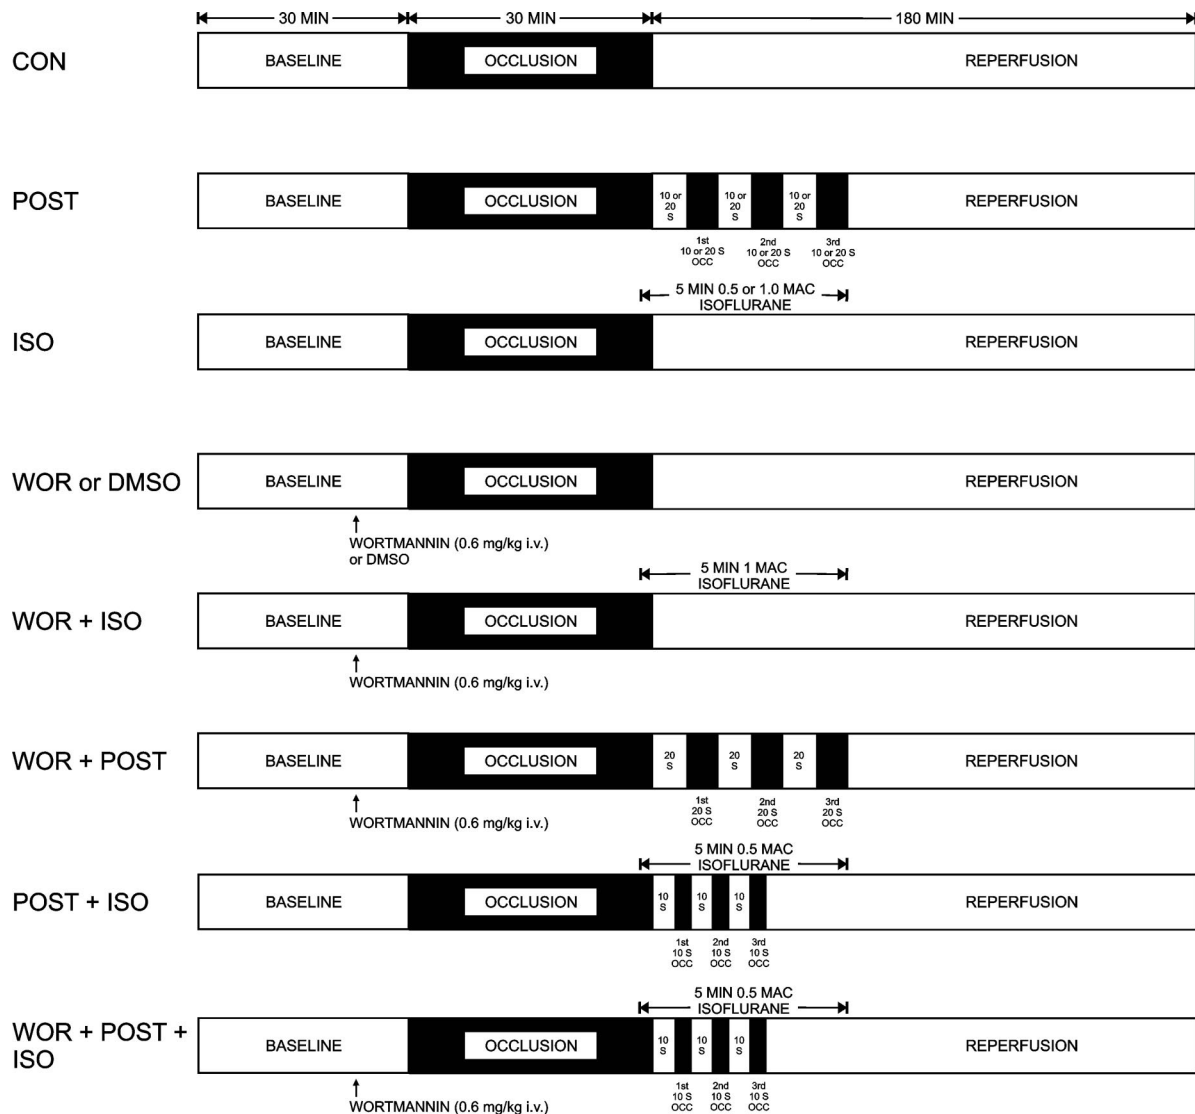 30 MIN 30 MIN 180 MIN
CON BASELINE OCCLUSION REPERFUSION
POST BASELINE OCCLUSION 10 or 20 S 10 or 20 S 10 or 20 S REPERFUSION
1st 2nd 3rd
10 or 20 S 10 or 20 S 10 or 20 S
OCC OCC OCC
5 MIN 0.5 or 1.0 MAC
ISOFLURANE
ISO BASELINE OCCLUSION REPERFUSION
WOR or DMSO BASELINE OCCLUSION REPERFUSION
WORTMANNIN (0.6 mg/kg i.v.)
or DMSO
5 MIN 1 MAC
ISOFLURANE
WOR + ISO BASELINE OCCLUSION REPERFUSION
WORTMANNIN (0.6 mg/kg i.v.)
WOR + POST BASELINE OCCLUSION 20 S 20 S 20 S REPERFUSION
1st 2nd 3rd
20 S 20 S 20 S
OCC OCC OCC
WORTMANNIN (0.6 mg/kg i.v.)
5 MIN 0.5 MAC
ISOFLURANE
POST + ISO BASELINE OCCLUSION 10 S 10 S 10 S REPERFUSION
1st 2nd 3rd
10 S 10 S 10 S
OCC OCC OCC
5 MIN 0.5 MAC
ISOFLURANE
WOR + POST +
ISO BASELINE OCCLUSION 10 S 10 S 10 S REPERFUSION
1st 2nd 3rd
10 S 10 S 10 S
OCC OCC OCC
WORTMANNIN (0.6 mg/kg i.v.)